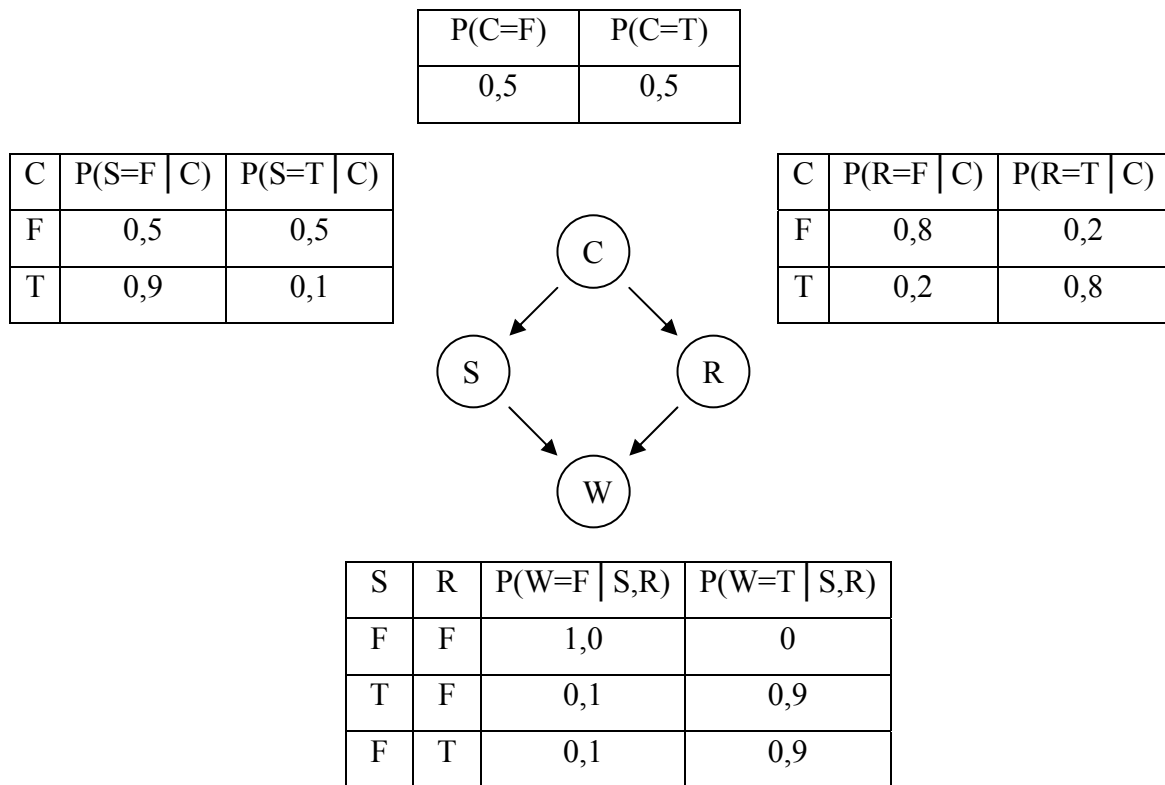 P(C=F) P(C=T)
0,5 0,5
C P(S=F | C) P(S=T | C)
F 0,5 0,5
T 0,9 0,1
C P(R=F | C) P(R=T | C)
F 0,8 0,2
T 0,2 0,8
C
S R
W
S R P(W=F | S,R) P(W=T | S,R)
F F 1,0 0
T F 0,1 0,9
F T 0,1 0,9